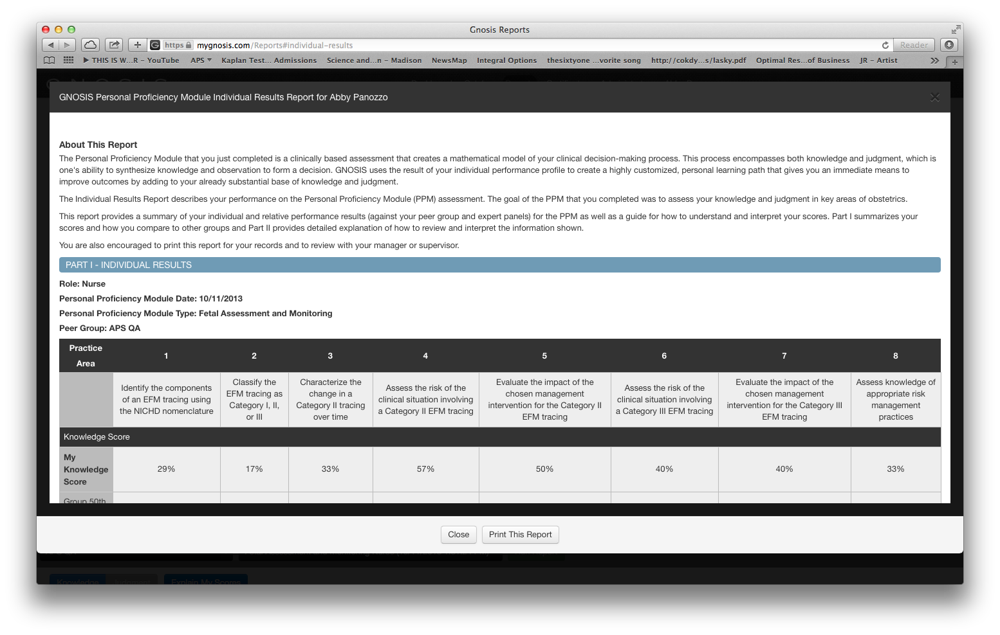 Gnosis Reports
https mygnosis.com/Reports#individual-results Reader
THIS IS W...R – YouTube APS Kaplan Test... Admissions Science and...n – Madison NewsMap Integral Options thesixtyone ...vorite song http://cokdy...s/lasky.pdf Optimal Res...of Business JR – Artist
GNOSIS
GNOSIS Personal Proficiency Module Individual Results Report for Abby Panozzo
About This Report
The Personal Proficiency Module that you just completed is a clinically based assessment that creates a mathematical model of your clinical decision-making process. This process encompasses both knowledge and judgment, which is
one's ability to synthesize knowledge and observation to form a decision. GNOSIS uses the result of your individual performance profile to create a highly customized, personal learning path that gives you an immediate means to
improve outcomes by adding to your already substantial base of knowledge and judgment.
The Individual Results Report describes your performance on the Personal Proficiency Module (PPM) assessment. The goal of the PPM that you completed was to assess your knowledge and judgment in key areas of obstetrics.
This report provides a summary of your individual and relative performance results (against your peer group and expert panels) for the PPM as well as a guide for how to understand and interpret your scores. Part I summarizes your
scores and how you compare to other groups and Part II provides detailed explanation of how to review and interpret the information shown.
You are also encouraged to print this report for your records and to review with your manager or supervisor.
PART I - INDIVIDUAL RESULTS
Role: Nurse
Personal Proficiency Module Date: 10/11/2013
Personal Proficiency Module Type: Fetal Assessment and Monitoring
Peer Group: APS QA
Practice
Area
1 2 3 4 5 6 7 8
Identify the components
of an EFM tracing using
the NICHD nomenclature
Classify the
EFM tracing as
Category I, II,
or III
Characterize the
change in a
Category II tracing
over time
Assess the risk of the
clinical situation involving
a Category II EFM tracing
Evaluate the impact of the
chosen management
intervention for the Category II
EFM tracing
Assess the risk of the
clinical situation involving
a Category III EFM tracing
Evaluate the impact of the
chosen management
intervention for the Category III
EFM tracing
Assess knowledge of
appropriate risk
management
practices
Knowledge Score
My
Knowledge
Score
29% 17% 33% 57% 50% 40% 40% 33%
Group 50th
Close Print This Report
Knowledge Judgment Explain My Scores